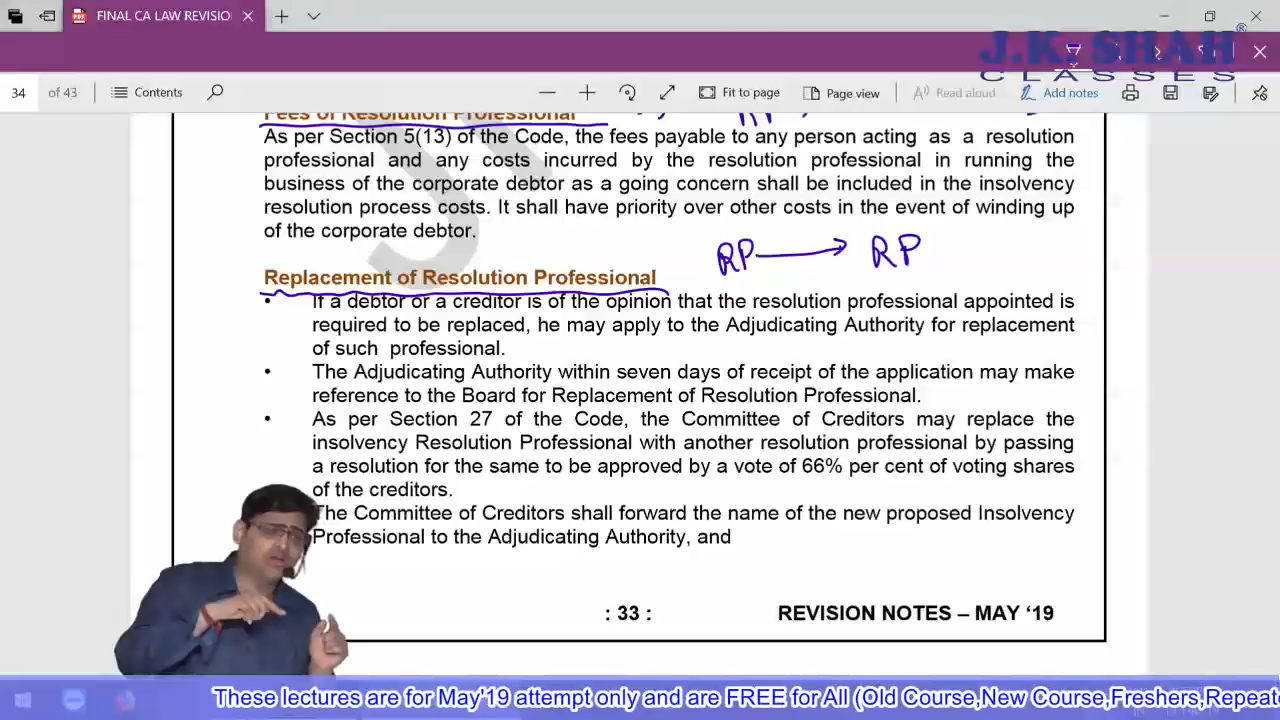 FINAL CA LAW REVISIO
J.K. SHAH ®
CLASSES
34 of 43 Contents Fit to page Page view Read aloud Add notes
Fees of Resolution Professional
As per Section 5(13) of the Code, the fees payable to any person acting as a resolution
professional and any costs incurred by the resolution professional in running the
business of the corporate debtor as a going concern shall be included in the insolvency
resolution process costs. It shall have priority over other costs in the event of winding up
of the corporate debtor.
RP → RP
Replacement of Resolution Professional
• If a debtor or a creditor is of the opinion that the resolution professional appointed is
required to be replaced, he may apply to the Adjudicating Authority for replacement
of such professional.
• The Adjudicating Authority within seven days of receipt of the application may make
reference to the Board for Replacement of Resolution Professional.
• As per Section 27 of the Code, the Committee of Creditors may replace the
insolvency Resolution Professional with another resolution professional by passing
a resolution for the same to be approved by a vote of 66% per cent of voting shares
of the creditors.
The Committee of Creditors shall forward the name of the new proposed Insolvency
Professional to the Adjudicating Authority, and
: 33 : REVISION NOTES – MAY ‘19
These lectures are for May'19 attempt only and are FREE for All (Old Course,New Course,Freshers,Repeat